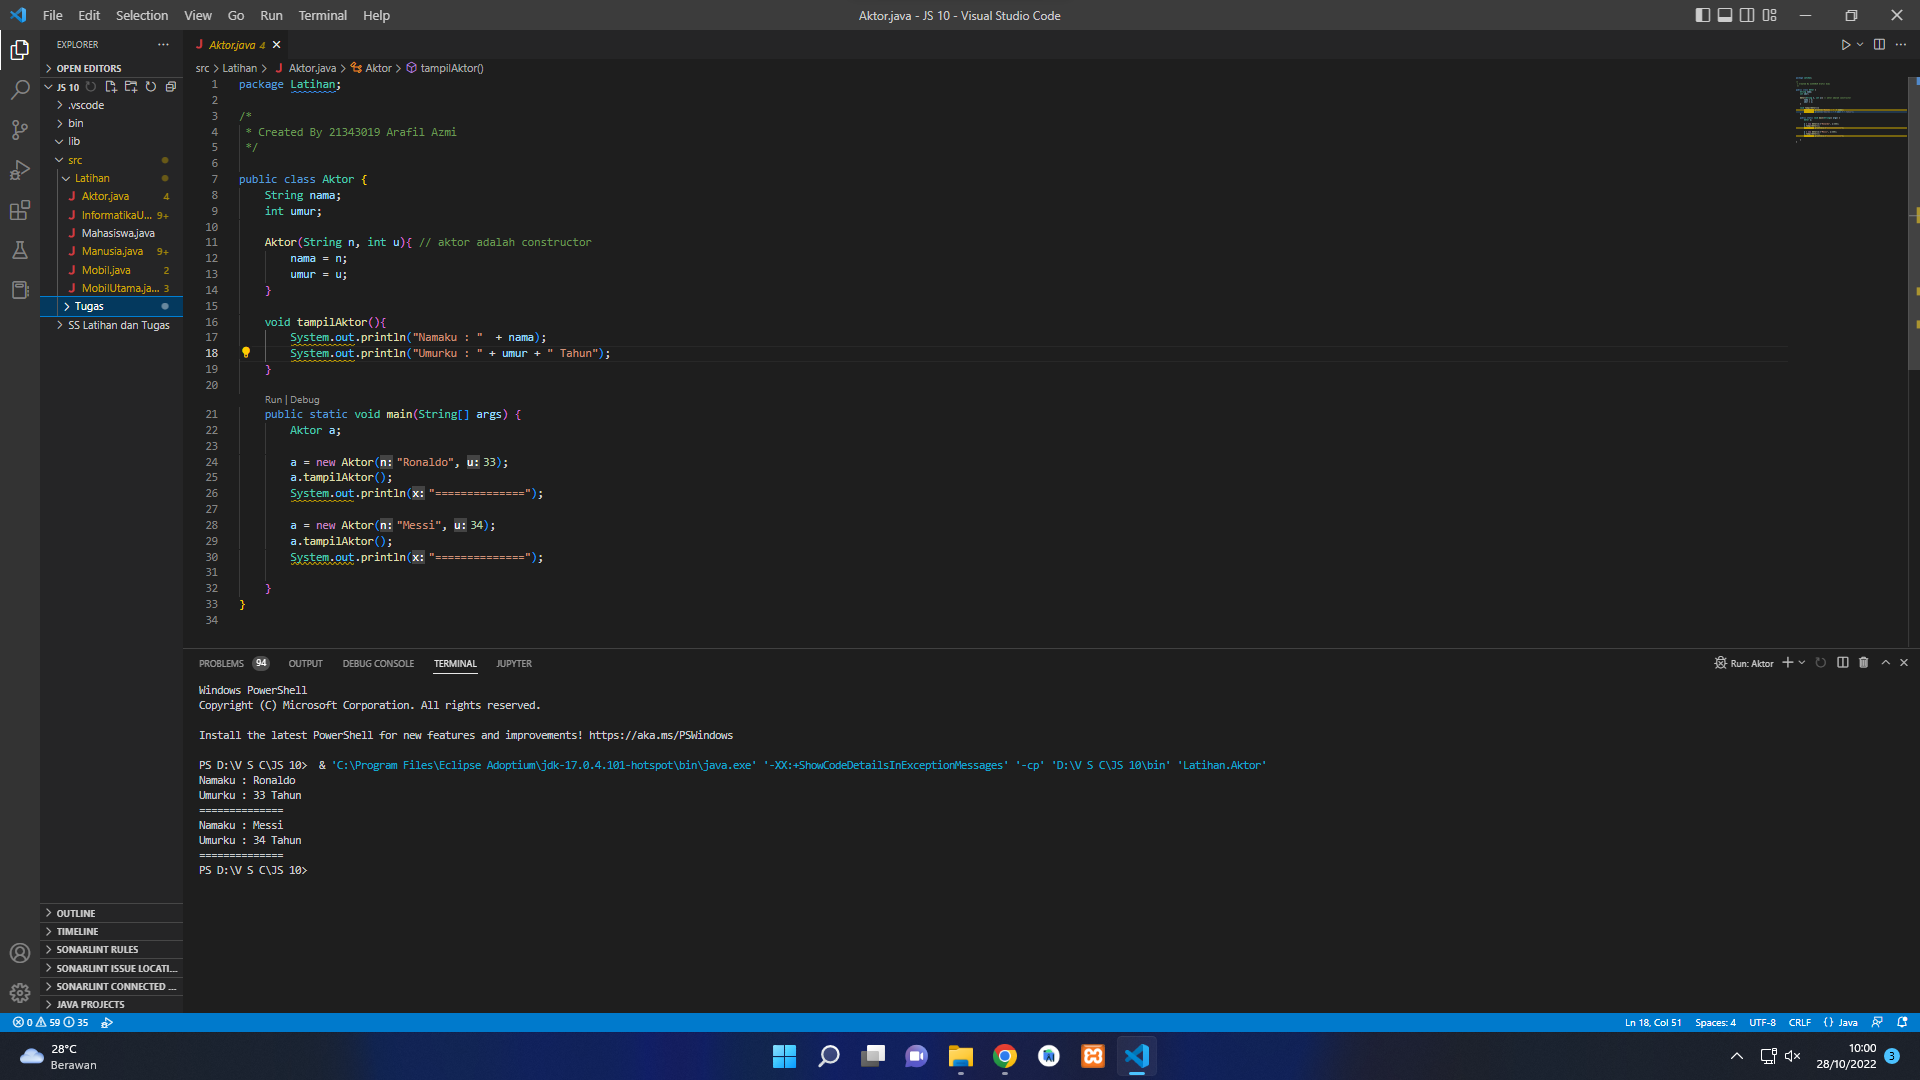 File Edit Selection View Go Run Terminal Help
Aktor.java - JS 10 - Visual Studio Code
EXPLORER
OPEN EDITORS
JS 10
.vscode
bin
lib
src
Latihan
Aktor.java 4
InformatikaU... 9+
Mahasiswa.java
Manusia.java 9+
Mobil.java 2
MobilUtama.ja... 3
Tugas
SS Latihan dan Tugas
OUTLINE
TIMELINE
SONARLINT RULES
SONARLINT ISSUE LOCATI...
SONARLINT CONNECTED ...
JAVA PROJECTS
Aktor.java 4
src > Latihan > Aktor.java > Aktor > tampilAktor()
1 package Latihan;
2
3 /*
4  * Created By 21343019 Arafil Azmi
5  */
6
7 public class Aktor {
8     String nama;
9     int umur;
10
11     Aktor(String n, int u){ // aktor adalah constructor
12         nama = n;
13         umur = u;
14     }
15
16     void tampilAktor(){
17         System.out.println("Namaku : "  + nama);
18         System.out.println("Umurku : " + umur + " Tahun");
19     }
20
Run | Debug
21     public static void main(String[] args) {
22         Aktor a;
23
24         a = new Aktor(n: "Ronaldo", u: 33);
25         a.tampilAktor();
26         System.out.println(x: "==============");
27
28         a = new Aktor(n: "Messi", u: 34);
29         a.tampilAktor();
30         System.out.println(x: "==============");
31
32     }
33 }
34
PROBLEMS 94 OUTPUT DEBUG CONSOLE TERMINAL JUPYTER
Run: Aktor
Windows PowerShell
Copyright (C) Microsoft Corporation. All rights reserved.
Install the latest PowerShell for new features and improvements! https://aka.ms/PSWindows
PS D:\V S C\JS 10>  & 'C:\Program Files\Eclipse Adoptium\jdk-17.0.4.101-hotspot\bin\java.exe' '-XX:+ShowCodeDetailsInExceptionMessages' '-cp' 'D:\V S C\JS 10\bin' 'Latihan.Aktor'
Namaku : Ronaldo
Umurku : 33 Tahun
==============
Namaku : Messi
Umurku : 34 Tahun
==============
PS D:\V S C\JS 10>
0 59 35
Ln 18, Col 51 Spaces: 4 UTF-8 CRLF {} Java
28°C
Berawan
10:00
28/10/2022
3